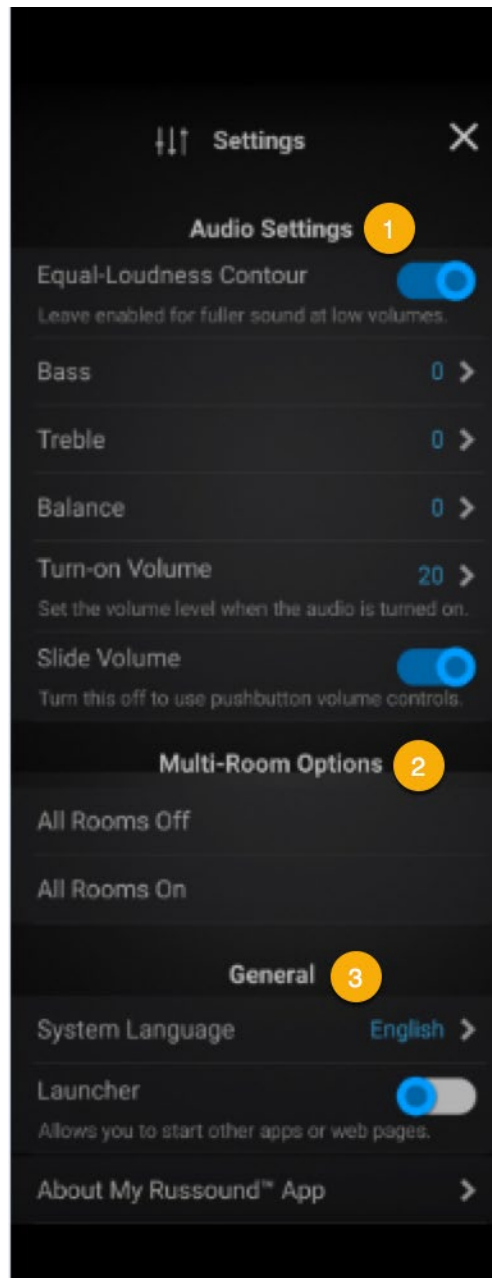 Settings
Audio Settings 1
Equal-Loudness Contour
Leave enabled for fuller sound at low volumes.
Bass 0
Treble 0
Balance 0
Turn-on Volume 20
Set the volume level when the audio is turned on.
Slide Volume
Turn this off to use pushbutton volume controls.
Multi-Room Options 2
All Rooms Off
All Rooms On
General 3
System Language English
Launcher
Allows you to start other apps or web pages.
About My Russound™ App